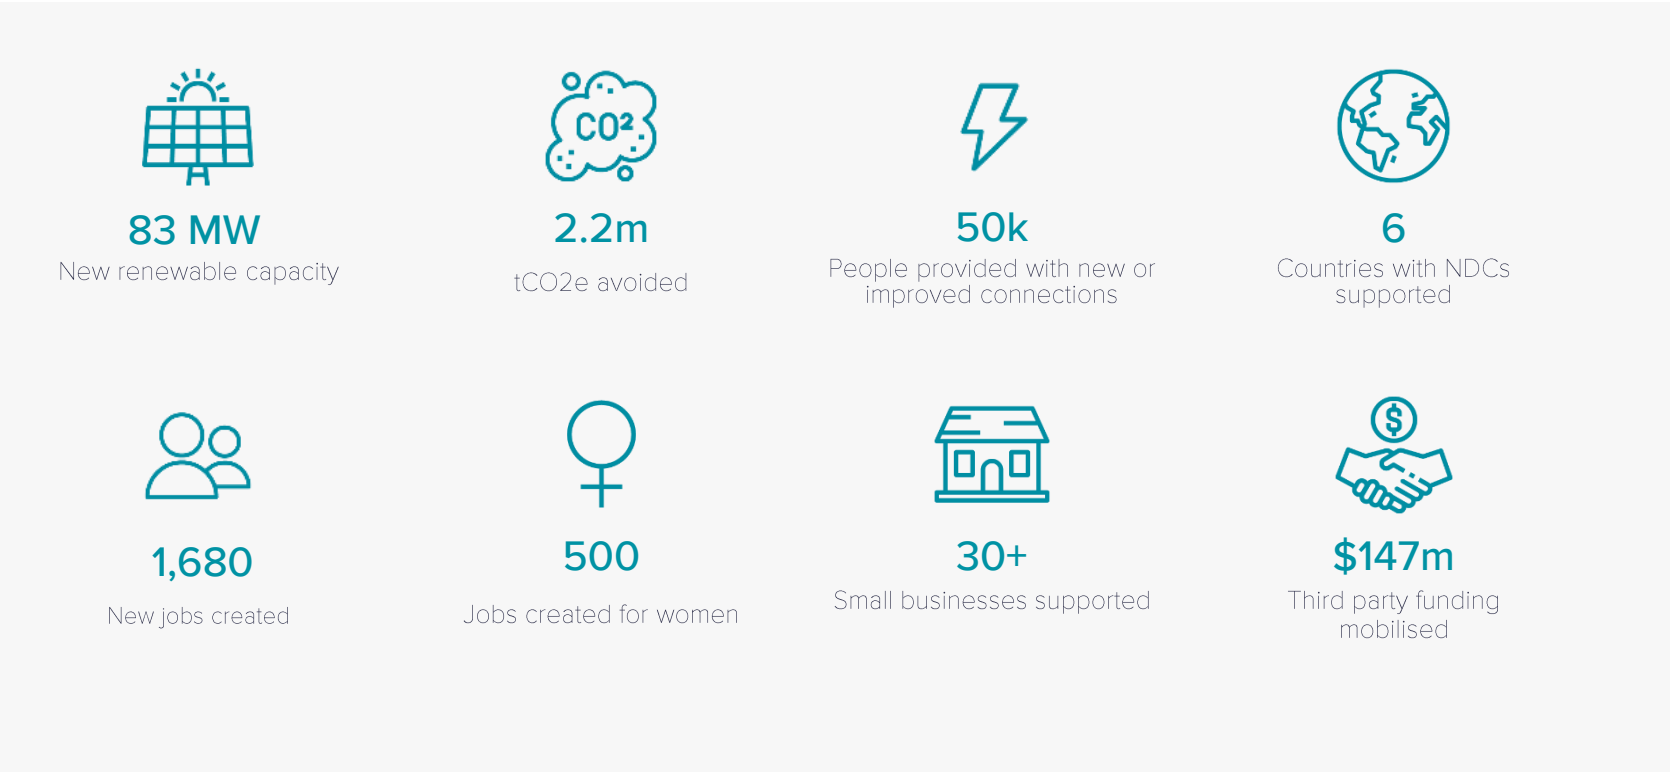 CO²
83 MW
New renewable capacity
2.2m
tCO2e avoided
50k
People provided with new or
improved connections
6
Countries with NDCs
supported
1,680
New jobs created
500
Jobs created for women
30+
Small businesses supported
$
$147m
Third party funding
mobilised